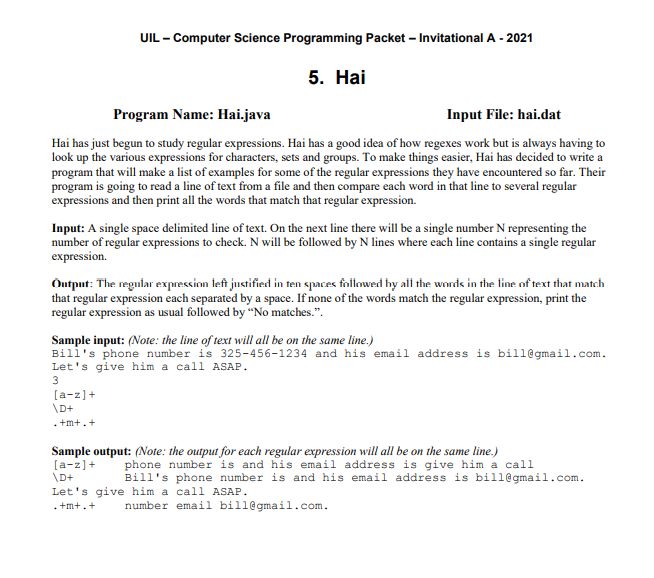 UIL – Computer Science Programming Packet – Invitational A - 2021
5. Hai
Program Name: Hai.java Input File: hai.dat
Hai has just begun to study regular expressions. Hai has a good idea of how regexes work but is always having to
look up the various expressions for characters, sets and groups. To make things easier, Hai has decided to write a
program that will make a list of examples for some of the regular expressions they have encountered so far. Their
program is going to read a line of text from a file and then compare each word in that line to several regular
expressions and then print all the words that match that regular expression.
Input: A single space delimited line of text. On the next line there will be a single number N representing the
number of regular expressions to check. N will be followed by N lines where each line contains a single regular
expression.
Output: The regular expression left justified in ten spaces followed by all the words in the line of text that match
that regular expression each separated by a space. If none of the words match the regular expression, print the
regular expression as usual followed by “No matches.”.
Sample input: (Note: the line of text will all be on the same line.)
Bill's phone number is 325-456-1234 and his email address is bill@gmail.com.
Let's give him a call ASAP.
3
[a-z]+
\D+
.+m+.+
Sample output: (Note: the output for each regular expression will all be on the same line.)
[a-z]+    phone number is and his email address is give him a call
\D+       Bill's phone number is and his email address is bill@gmail.com.
Let's give him a call ASAP.
.+m+.+    number email bill@gmail.com.